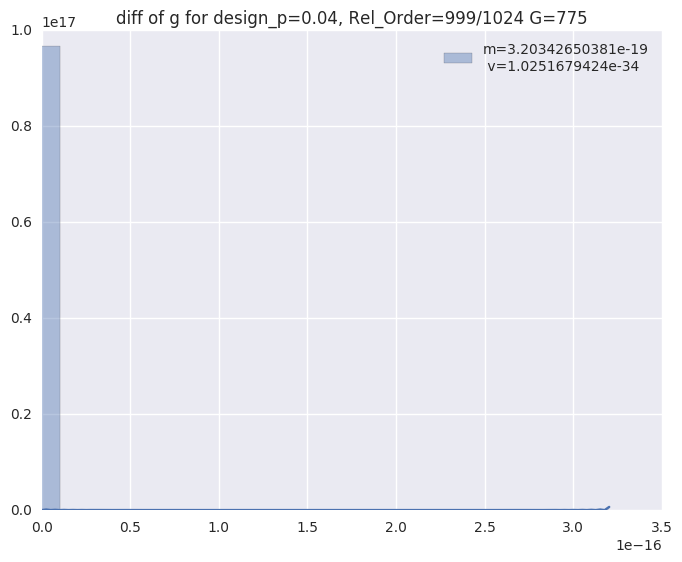 diff of g for design_p=0.04, Rel_Order=999/1024 G=775
1e17
m=3.20342650381e-19
v=1.0251679424e-34
1.0
0.8
0.6
0.4
0.2
0.0
0.0 0.5 1.0 1.5 2.0 2.5 3.0 3.5
1e−16